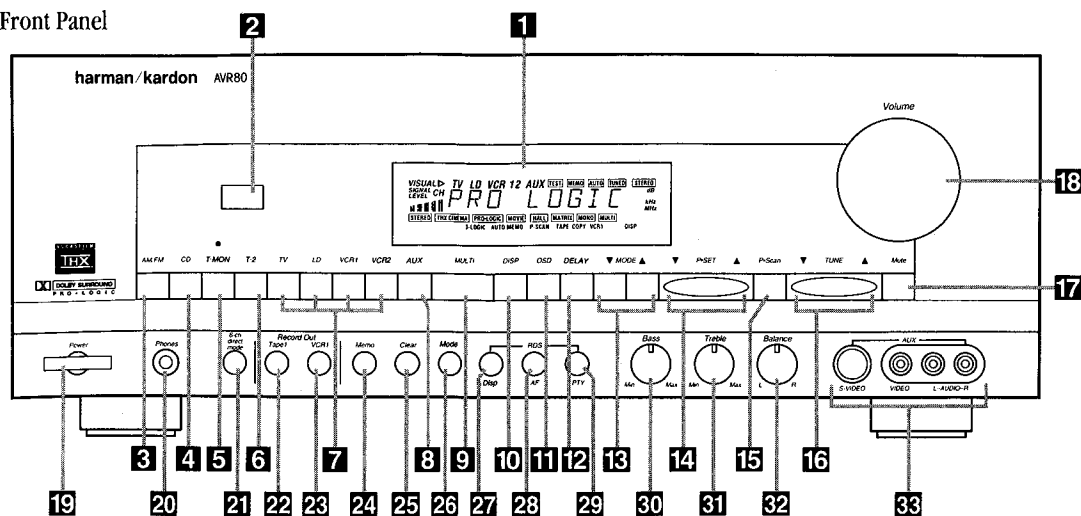 Front Panel
2
1
harman/kardon AVR80
Volume
VISUAL TV LD VCR 12 AUX TEST MEMO AUTO TUNED STEREO
SIGNAL LEVEL CH PRO LOGIC dB kHz MHz
STEREO THX CINEMA PRO-LOGIC MOVIE HALL MATRIX MONO MULTI
3-LOGIC AUTO MEMO P-SCAN TAPE COPY VCR1 DISP
18
LUCASFILM
THX
DOLBY SURROUND
PRO·LOGIC
AM.FM CD T-MON T-2 TV LD VCR1 VCR2 AUX MULTI DISP OSD DELAY ▼ MODE ▲ ▼ P•SET ▲ P•Scan ▼ TUNE ▲ Mute
17
Power Phones 6-ch direct mode Record Out Tape1 VCR1 Memo Clear Mode RDS Disp AF PTY Bass Min Max Treble Min Max Balance L R AUX S-VIDEO VIDEO L-AUDIO-R
3 4 5 6 7 8 9 10 11 12 13 14 15 16
19 20 21 22 23 24 25 26 27 28 29 30 31 32 33